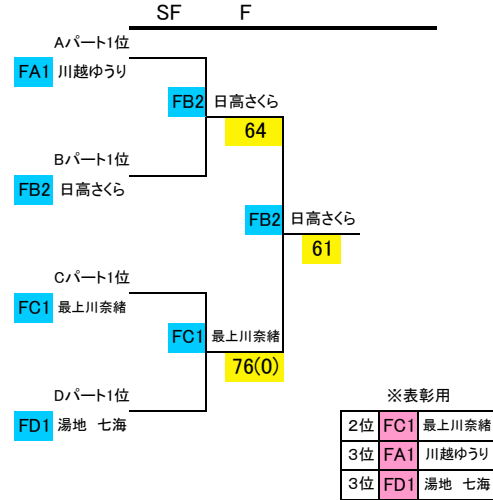 SF F
Aパート1位
FA1 川越ゆうり
FB2 日高さくら
64
Bパート1位
FB2 日高さくら
FB2 日高さくら
61
Cパート1位
FC1 最上川奈緒
FC1 最上川奈緒
76(0)
Dパート1位
FD1 湯地 七海
※表彰用
2位 FC1 最上川奈緒
3位 FA1 川越ゆうり
3位 FD1 湯地 七海